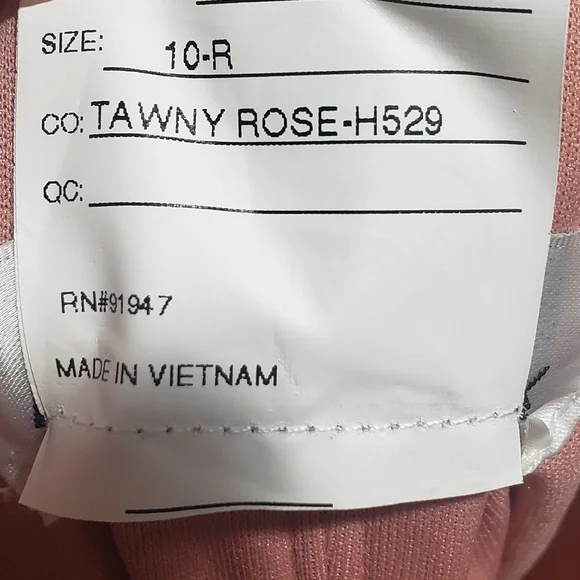 SIZE: 10-R
CO: TAWNY ROSE-H529
QC:
RN#91947
MADE IN VIETNAM